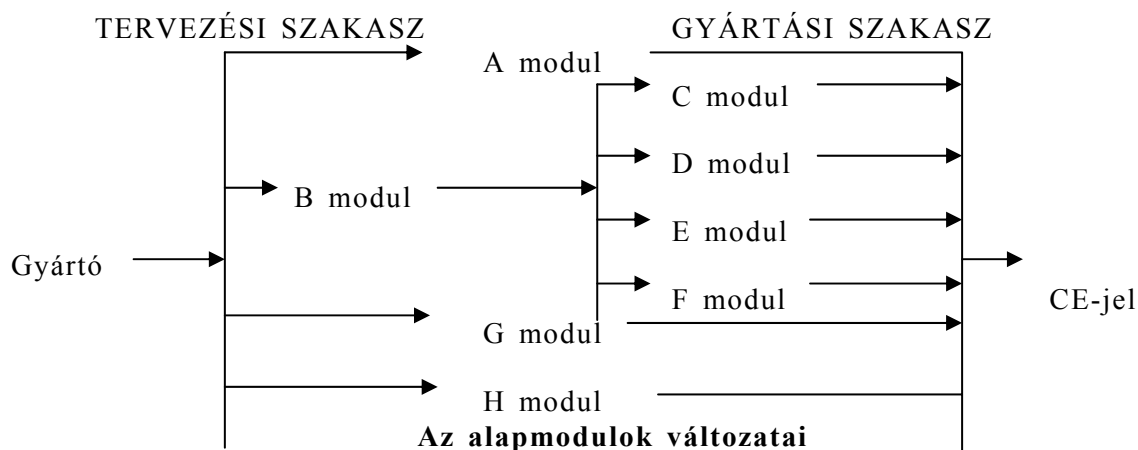 TERVEZÉSI SZAKASZ GYÁRTÁSI SZAKASZ
A modul
C modul
D modul
B modul
E modul
Gyártó
F modul
CE-jel
G modul
H modul
Az alapmodulok változatai